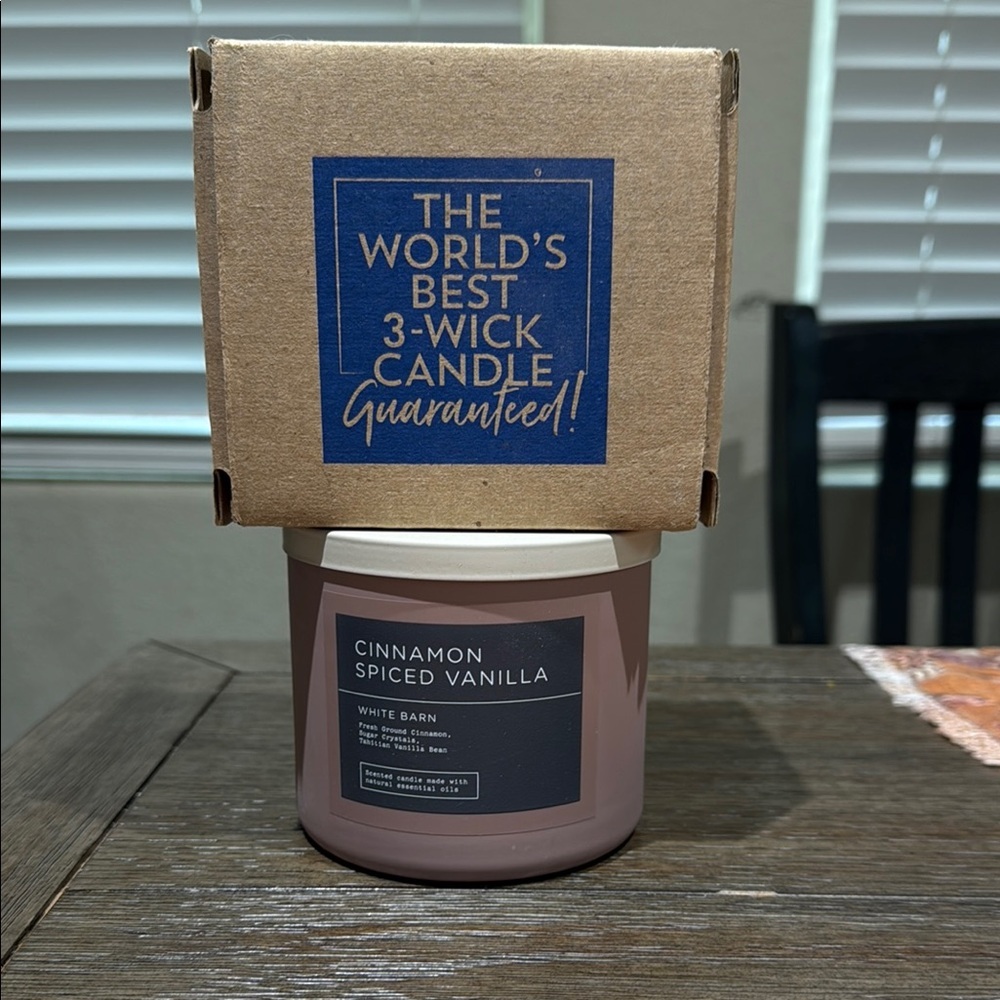 THE
WORLD'S
BEST
3-WICK
CANDLE
Guaranteed!
CINNAMON
SPICED VANILLA
WHITE BARN
Fresh Ground Cinnamon,
Sugar Crystals,
Tahitian Vanilla Bean
Scented candle made with
natural essential oils